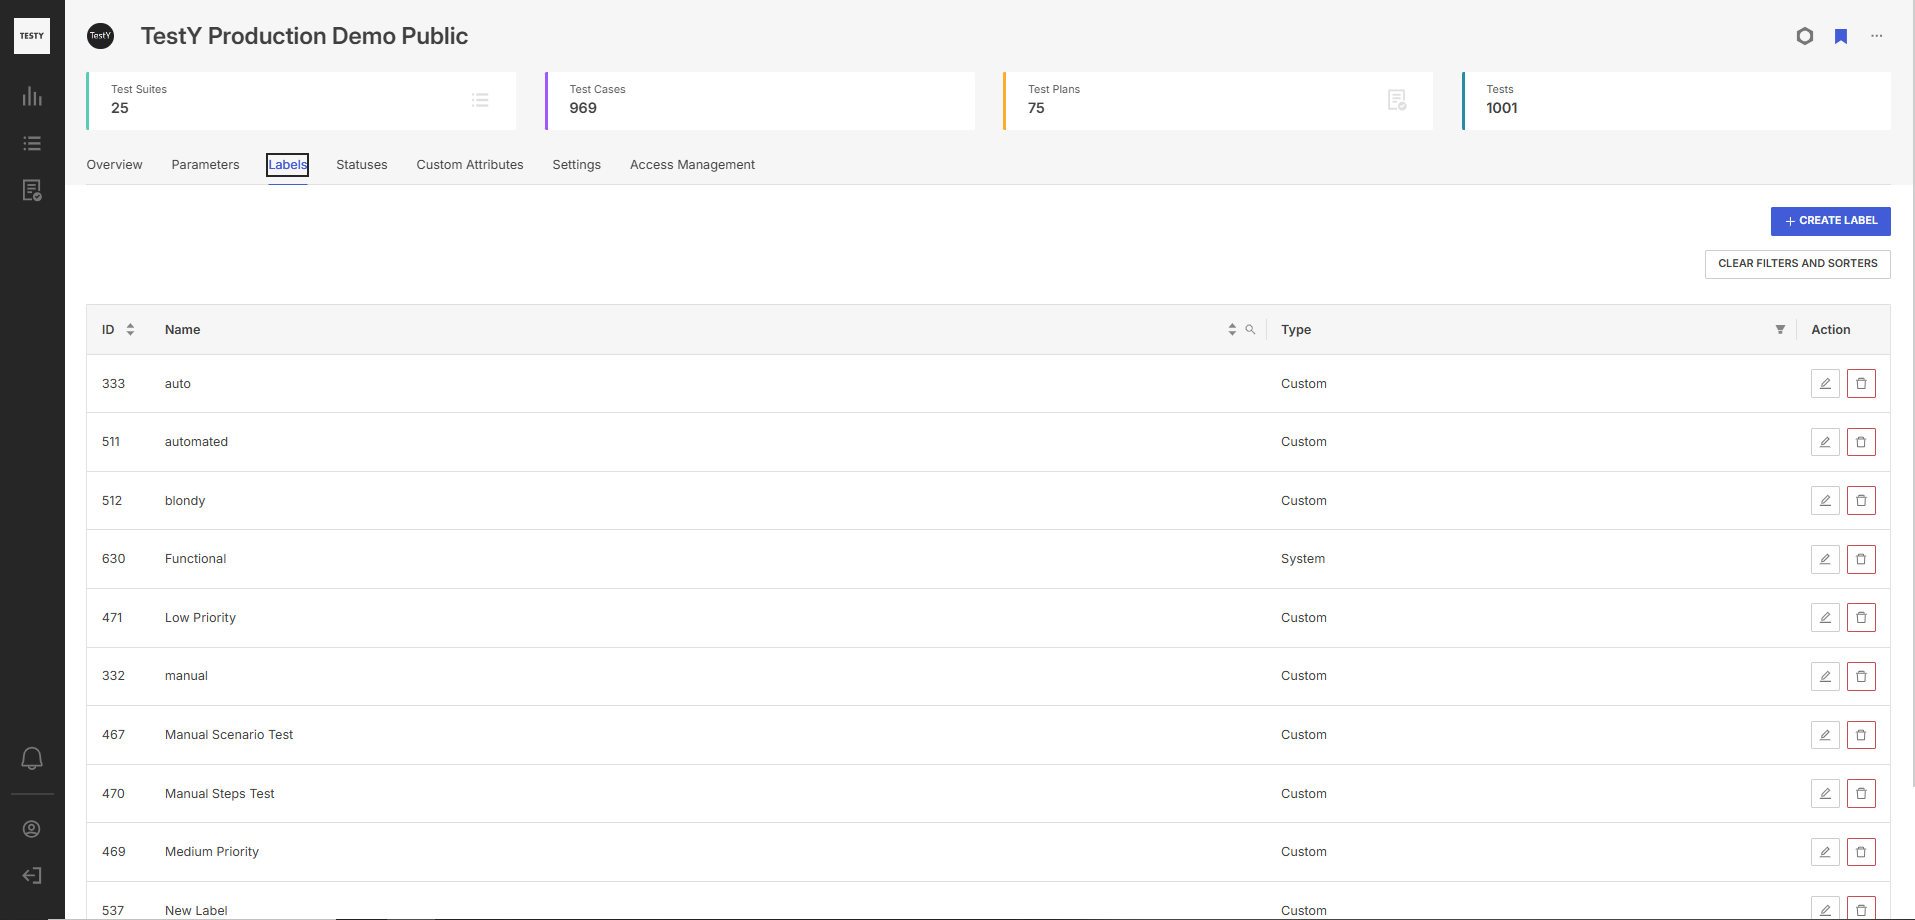 TESTY
TestY
TestY Production Demo Public
Test Suites
25
Test Cases
969
Test Plans
75
Tests
1001
Overview
Parameters
Labels
Statuses
Custom Attributes
Settings
Access Management
CREATE LABEL
CLEAR FILTERS AND SORTERS
ID Name Type Action
333 auto Custom
511 automated Custom
512 blondy Custom
630 Functional System
471 Low Priority Custom
332 manual Custom
467 Manual Scenario Test Custom
470 Manual Steps Test Custom
469 Medium Priority Custom
537 New Label Custom